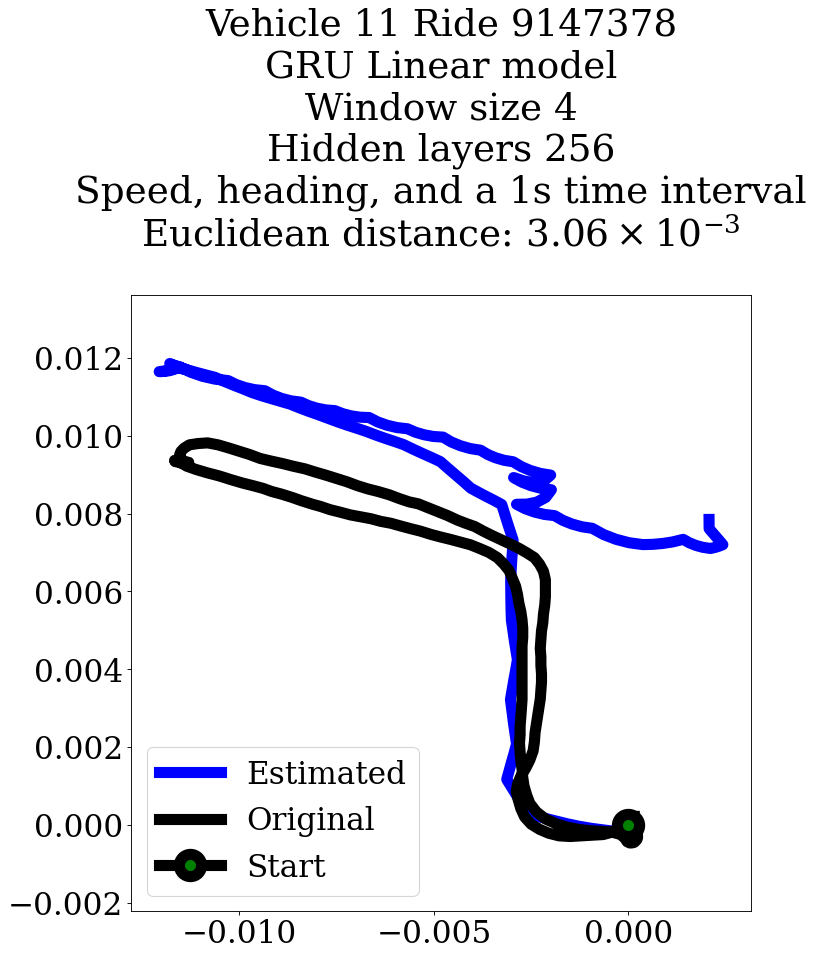 Vehicle 11 Ride 9147378
GRU Linear model
Window size 4
Hidden layers 256
Speed, heading, and a 1s time interval
Euclidean distance: 3.06 × 10⁻³
0.012
0.010
0.008
0.006
0.004
0.002
0.000
−0.002
Estimated
Original
Start
−0.010
−0.005
0.000